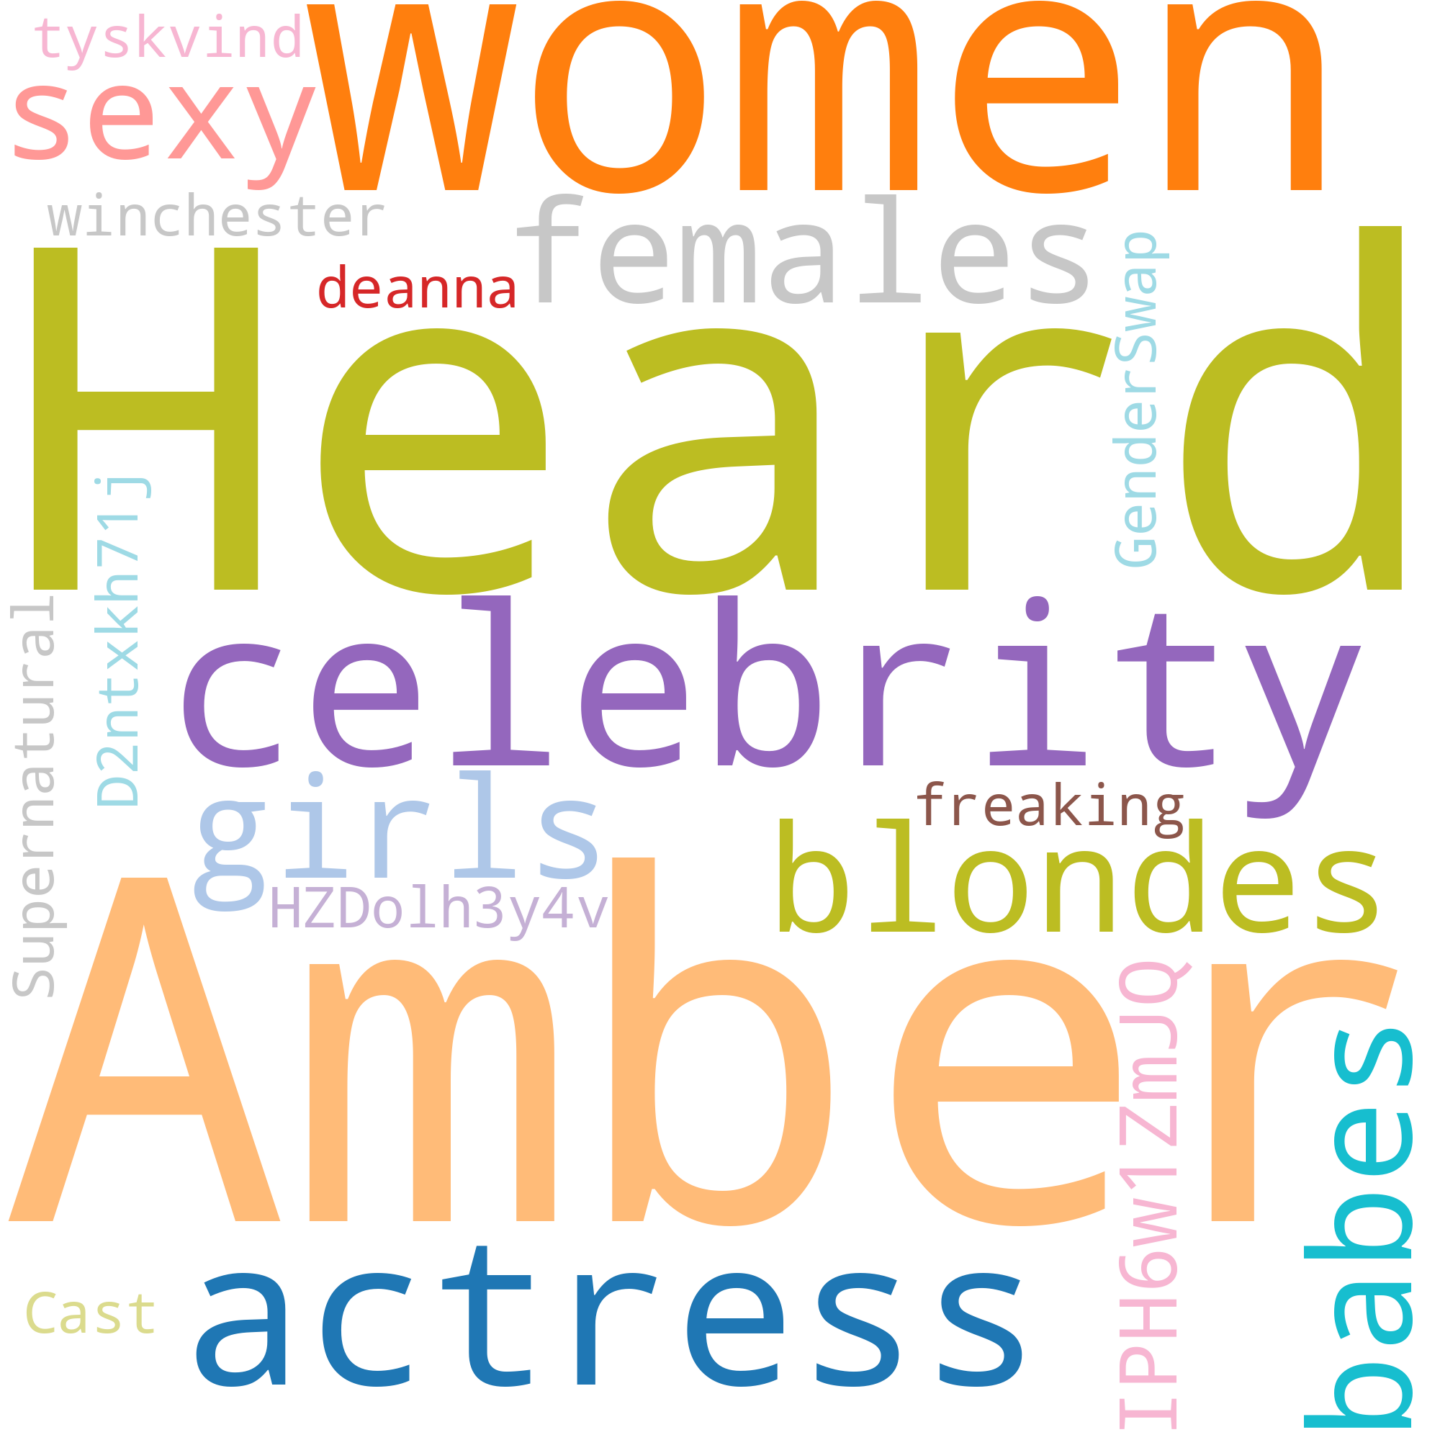 tyskvind
women
sexy
winchester
females
deanna
GenderSwap
Heard
D2ntxkh71j
Supernatural
celebrity
girls
freaking
blondes
HZDolh3y4v
Amber
IPH6w1ZmJQ
babes
actress
Cast